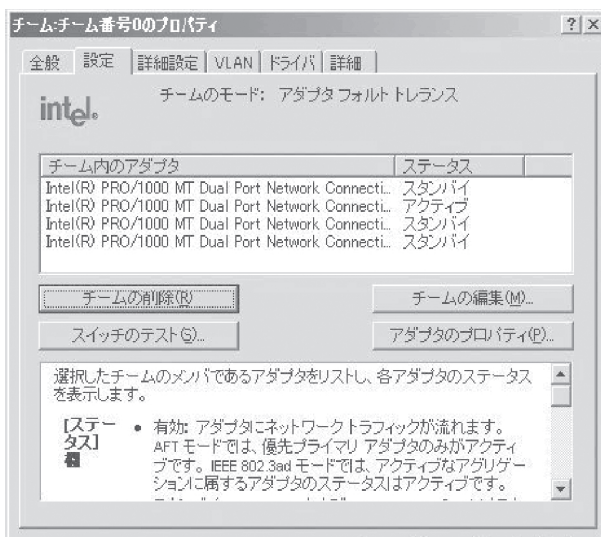 チーム:チーム番号0のプロパティ
全般 設定 詳細設定 VLAN ドライバ 詳細
intel.
チームのモード: アダプタ フォルト トレランス
チーム内のアダプタ ステータス
Intel(R) PRO/1000 MT Dual Port Network Connecti... スタンバイ
Intel(R) PRO/1000 MT Dual Port Network Connecti... アクティブ
Intel(R) PRO/1000 MT Dual Port Network Connecti... スタンバイ
Intel(R) PRO/1000 MT Dual Port Network Connecti... スタンバイ
チームの削除(R) チームの編集(M)...
スイッチのテスト(S)... アダプタのプロパティ(P)...
選択したチームのメンバであるアダプタをリストし、各アダプタのステータス
を表示します。
[ステー • 有効: アダプタにネットワークトラフィックが流れます。
タス] AFT モードでは、優先プライマリ アダプタのみがアクティ
ブです。IEEE 802.3ad モードでは、アクティブなアグリゲー
ションに属するアダプタのステータスはアクティブです。